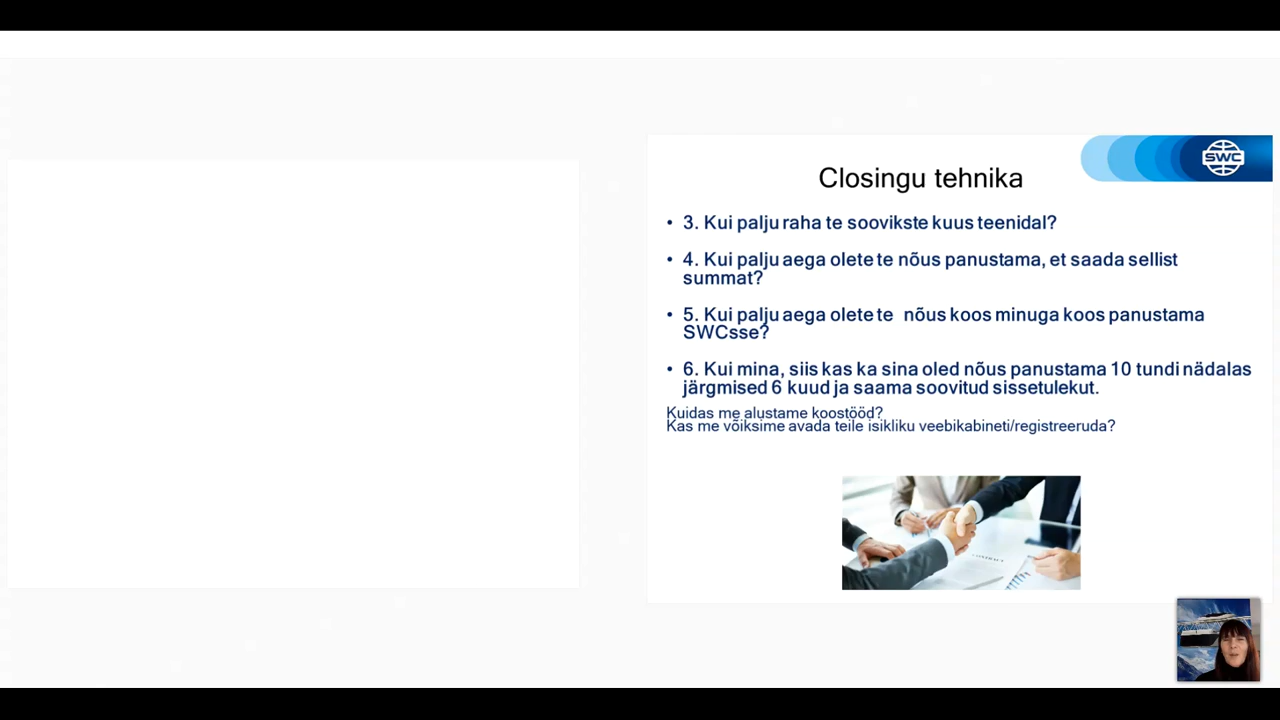 SWC
Closingu tehnika
• 3. Kui palju raha te soovikste kuus teenidal?
• 4. Kui palju aega olete te nõus panustama, et saada sellist
summat?
• 5. Kui palju aega olete te nõus koos minuga koos panustama
SWCsse?
• 6. Kui mina, siis kas ka sina oled nõus panustama 10 tundi nädalas
järgmised 6 kuud ja saama soovitud sissetulekut.
Kuidas me alustame koostööd?
Kas me võiksime avada teile isikliku veebikabineti/registreeruda?
CONTRACT